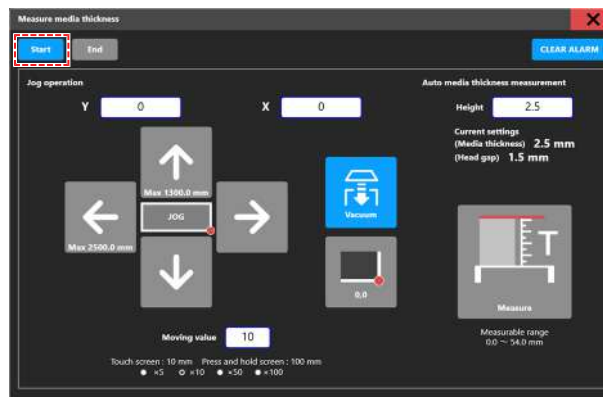 Measure media thickness
Start End CLEAR ALARM
Jog operation
Auto media thickness measurement
Y 0 X 0
Height 2.5
Current settings
(Media thickness) 2.5 mm
(Head gap) 1.5 mm
Max 1300.0 mm
JOG
Max 2500.0 mm
Vacuum
0,0
T
Measure
Moving value 10
Measurable range
0.0 ~ 54.0 mm
Touch screen : 10 mm Press and hold screen : 100 mm
×5 ×10 ×50 ×100